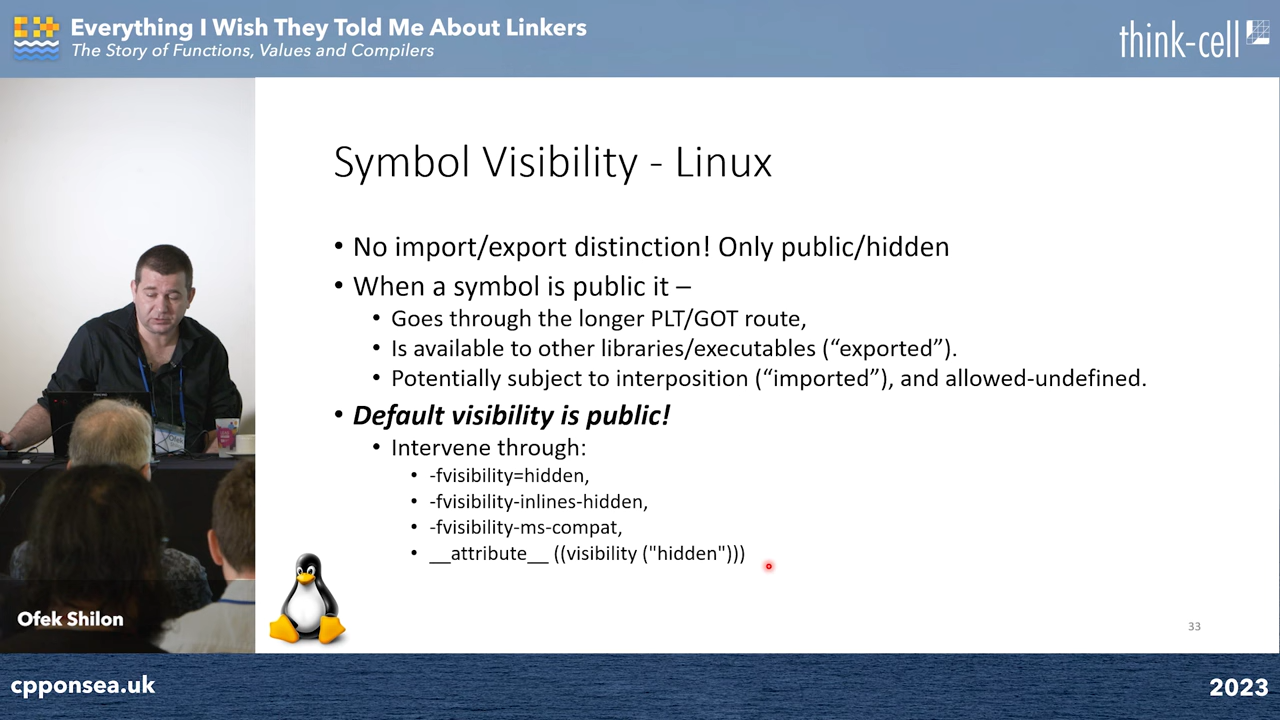 Everything I Wish They Told Me About Linkers
The Story of Functions, Values and Compilers
think-cell
Symbol Visibility - Linux
• No import/export distinction! Only public/hidden
• When a symbol is public it –
• Goes through the longer PLT/GOT route,
• Is available to other libraries/executables (“exported”).
• Potentially subject to interposition (“imported”), and allowed-undefined.
• Default visibility is public!
• Intervene through:
• -fvisibility=hidden,
• -fvisibility-inlines-hidden,
• -fvisibility-ms-compat,
• __attribute__ ((visibility ("hidden")))
Ofek Shilon
33
cpponsea.uk
2023